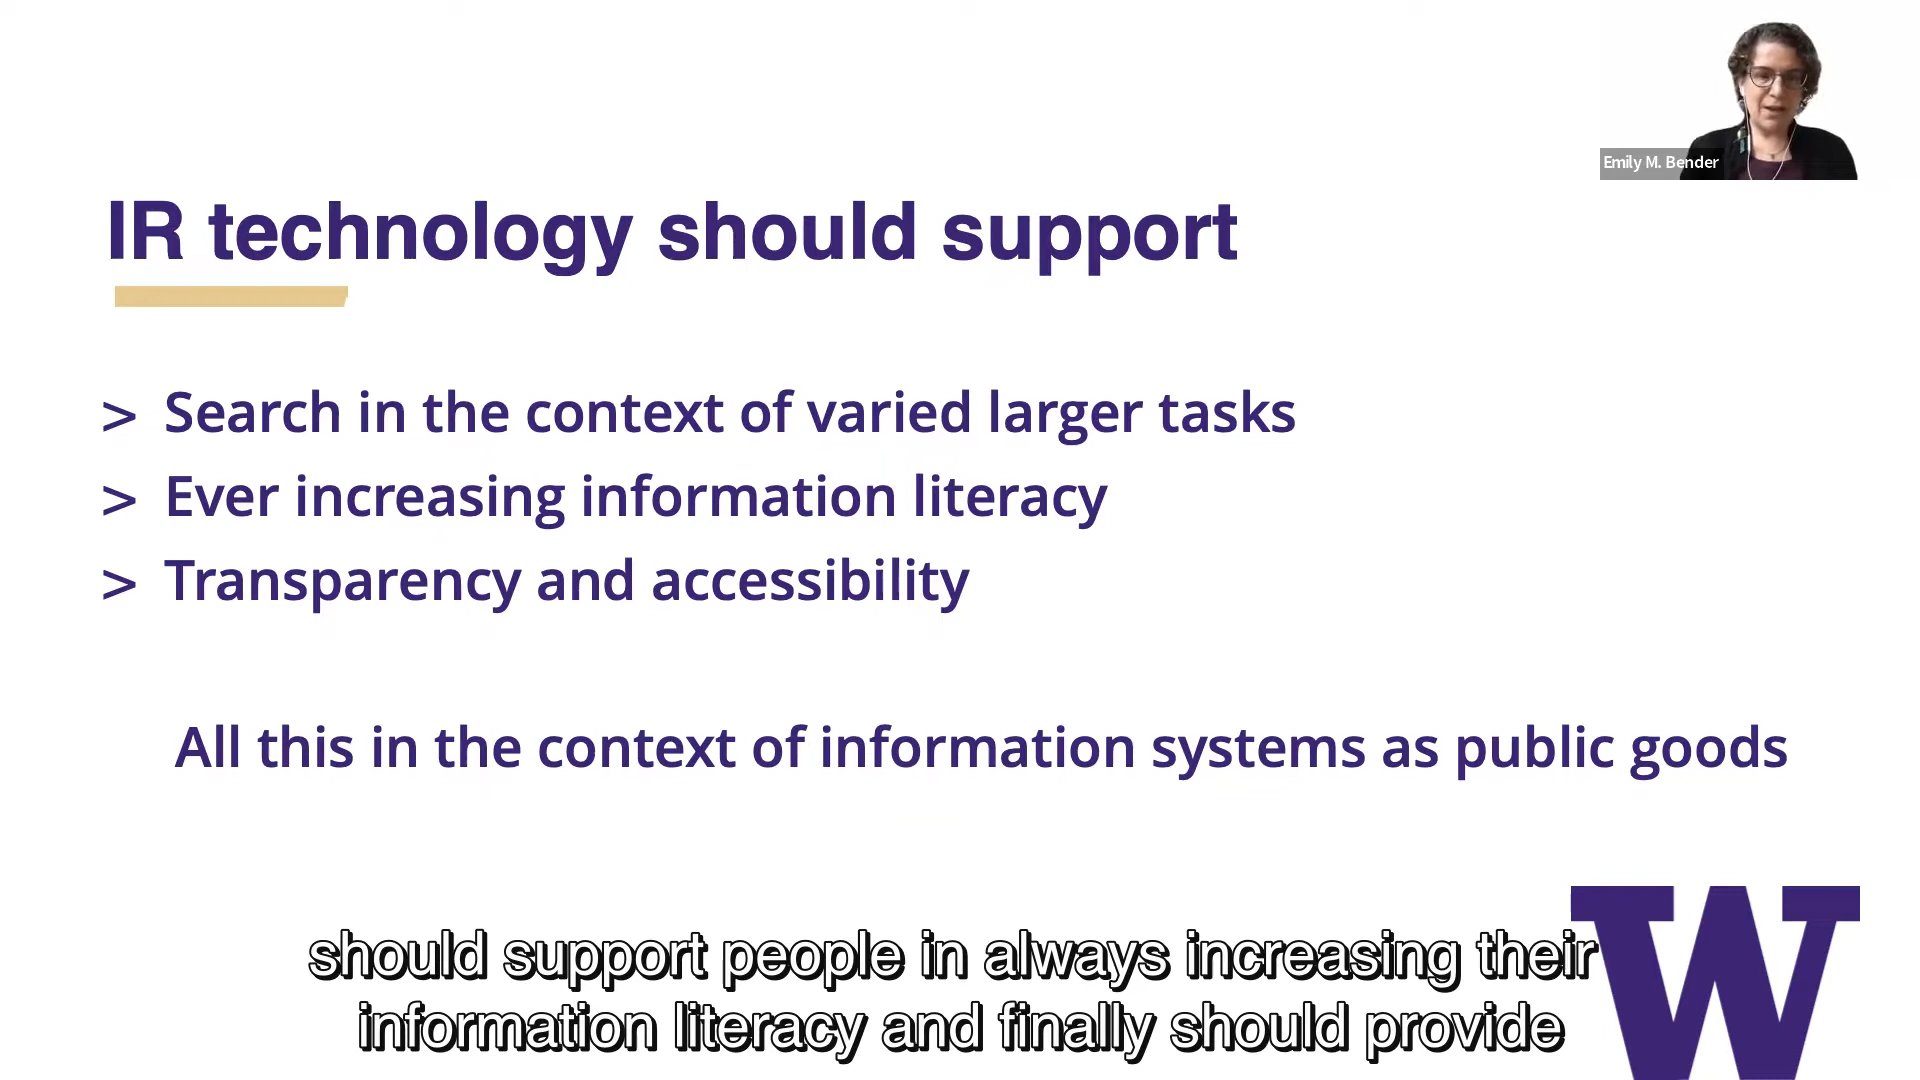 Emily M. Bender
IR technology should support
> Search in the context of varied larger tasks
> Ever increasing information literacy
> Transparency and accessibility
All this in the context of information systems as public goods
W
should support people in always increasing their
information literacy and finally should provide